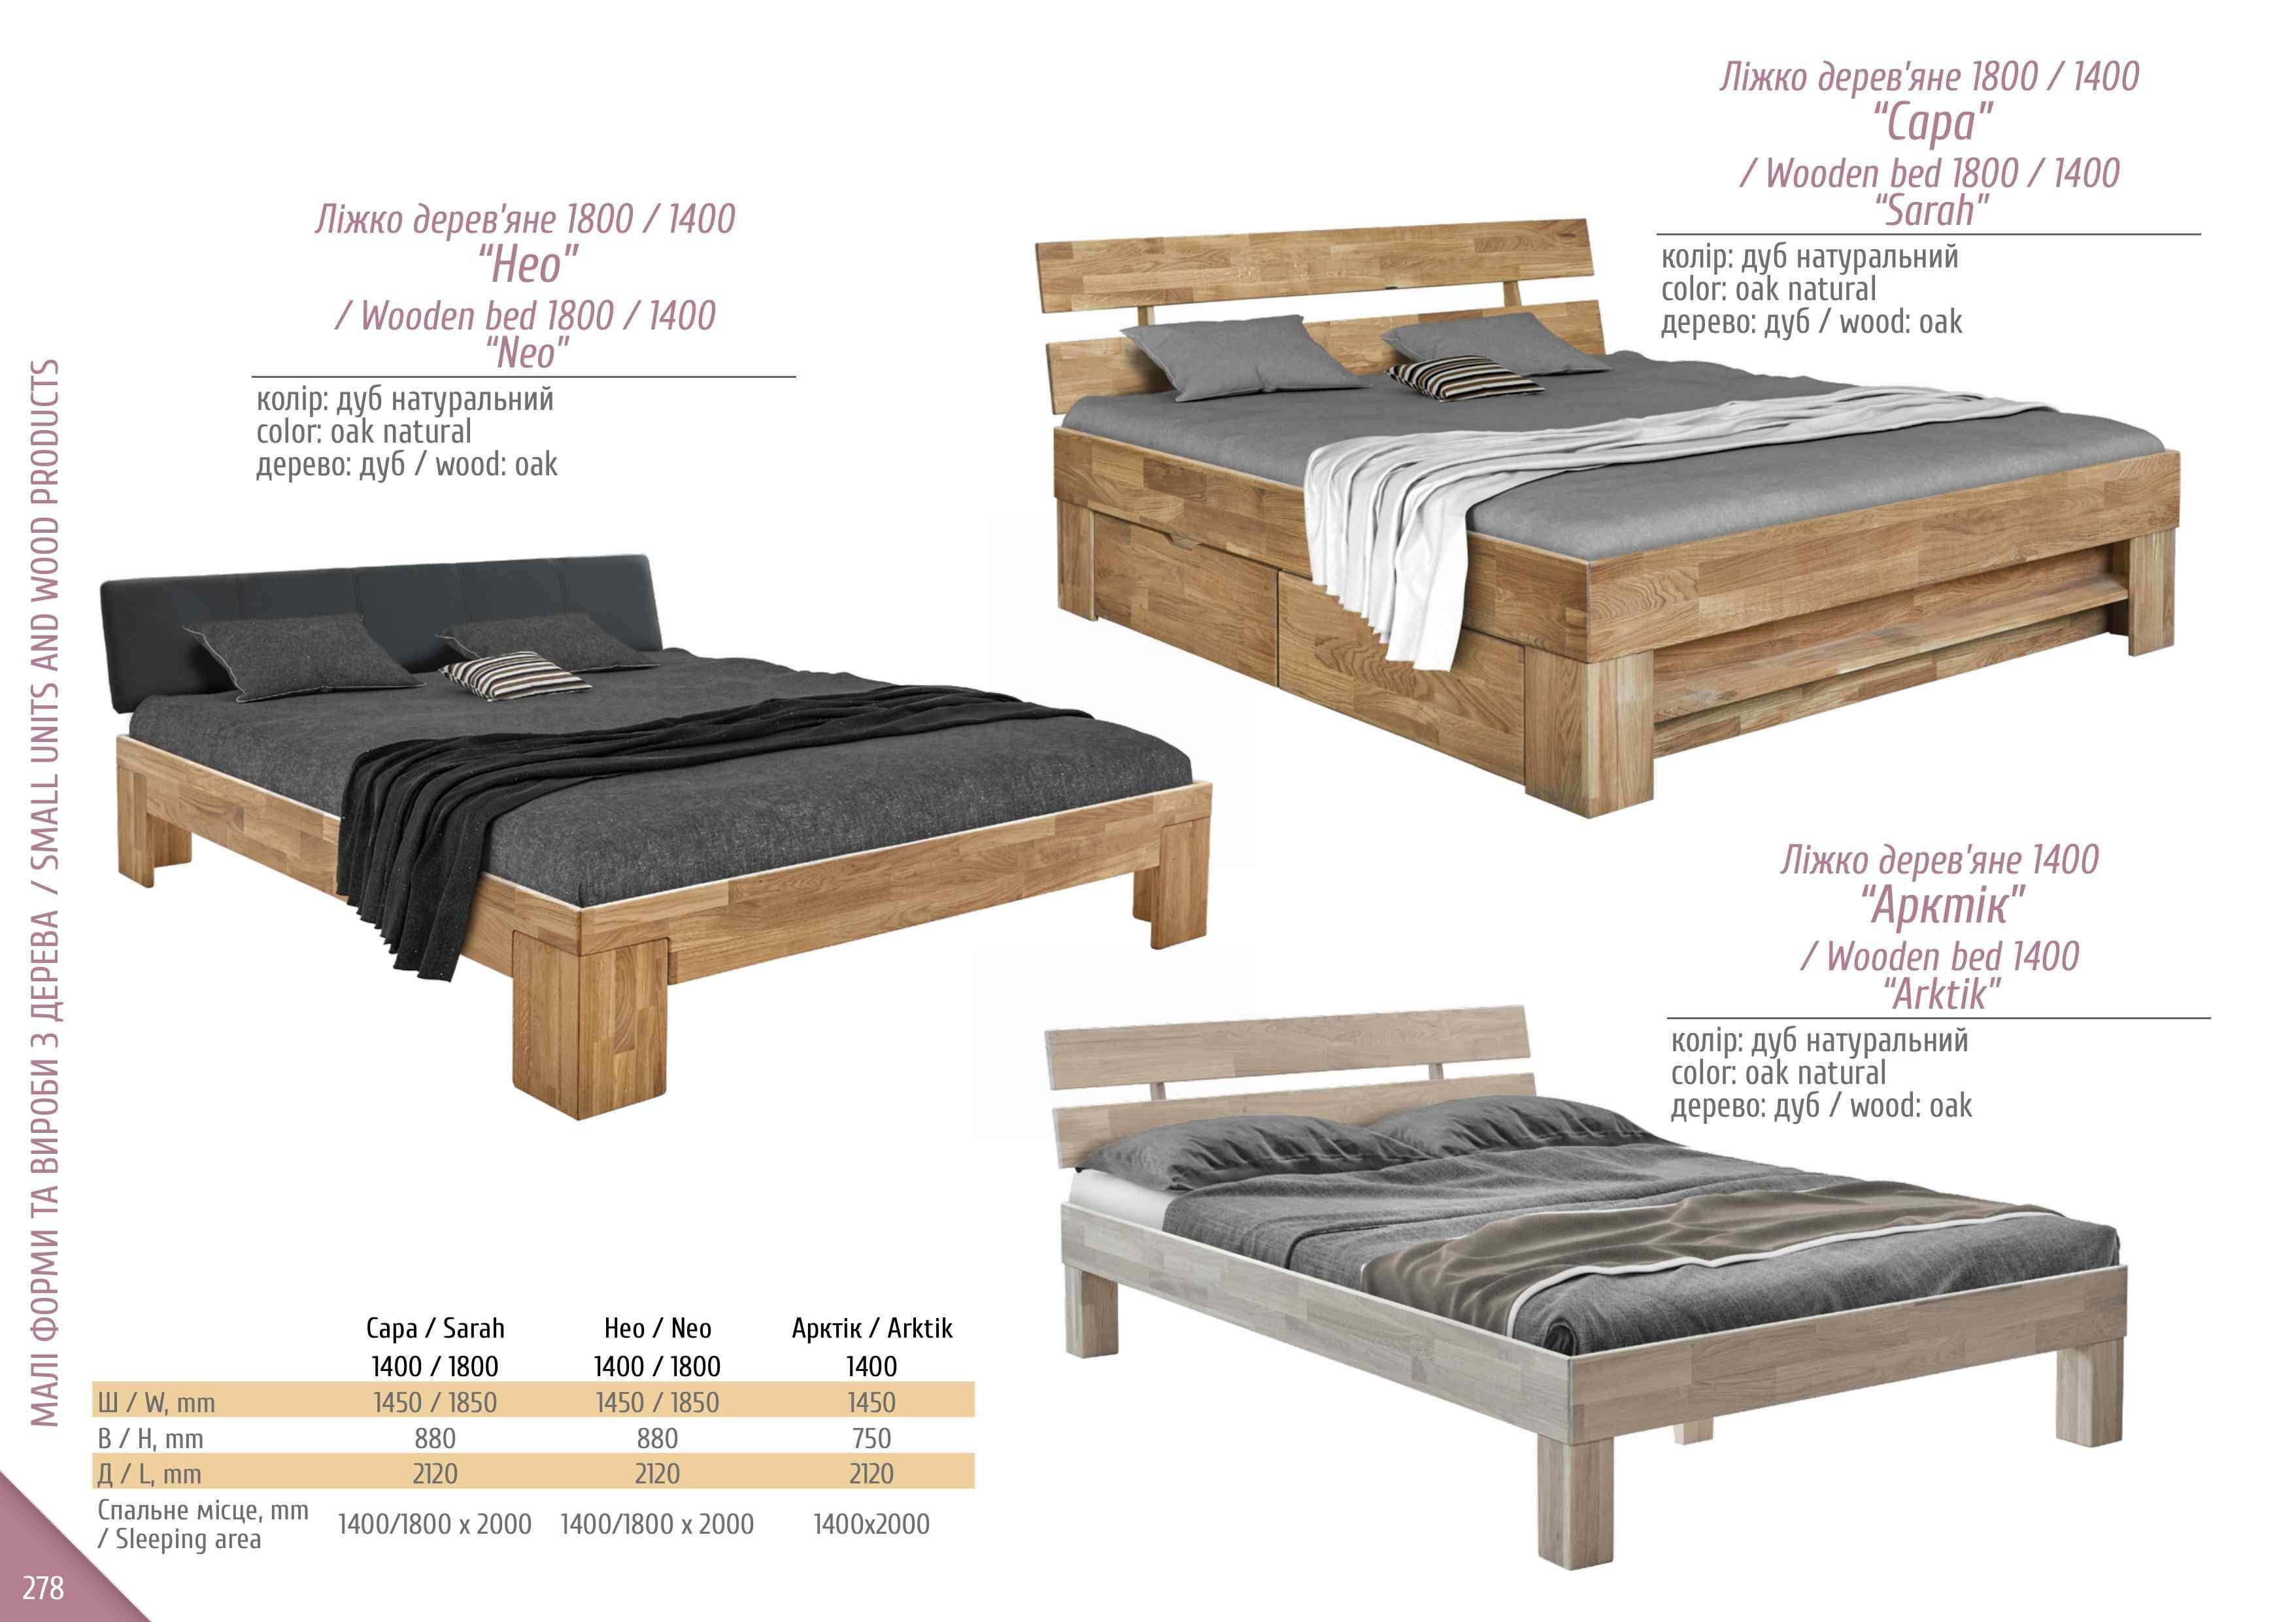 Ліжко дерев'яне 1800 / 1400
“Сара”
/ Wooden bed 1800 / 1400
“Sarah”
колір: дуб натуральний
color: oak natural
дерево: дуб / wood: oak
Ліжко дерев'яне 1800 / 1400
“Нео”
/ Wooden bed 1800 / 1400
“Neo”
колір: дуб натуральний
color: oak natural
дерево: дуб / wood: oak
Ліжко дерев'яне 1400
“Арктік”
/ Wooden bed 1400
“Arktik”
колір: дуб натуральний
color: oak natural
дерево: дуб / wood: oak
МАЛІ ФОРМИ ТА ВИРОБИ З ДЕРЕВА / SMALL UNITS AND WOOD PRODUCTS
Сара / Sarah Нео / Neo Арктік / Arktik
1400 / 1800 1400 / 1800 1400
Ш / W, mm 1450 / 1850 1450 / 1850 1450
В / H, mm 880 880 750
Д / L, mm 2120 2120 2120
Спальне місце, mm
/ Sleeping area 1400/1800 x 2000 1400/1800 x 2000 1400x2000
278